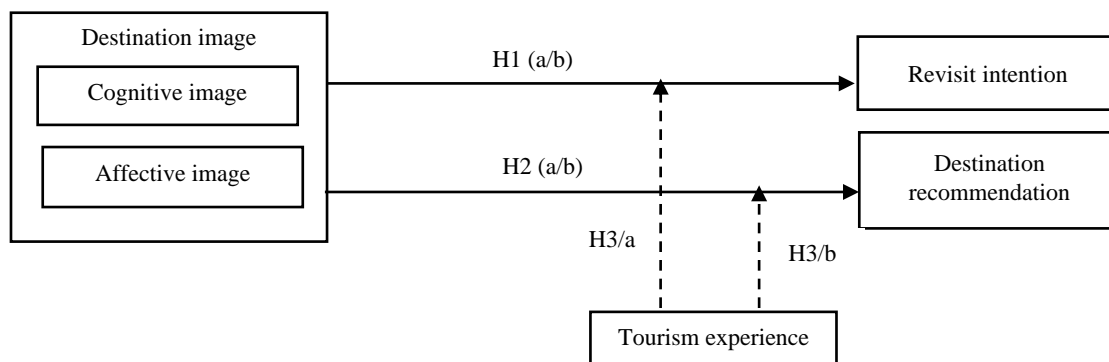 Destination image
Cognitive image
Affective image
H1 (a/b)
H2 (a/b)
Revisit intention
Destination
recommendation
H3/a
H3/b
Tourism experience